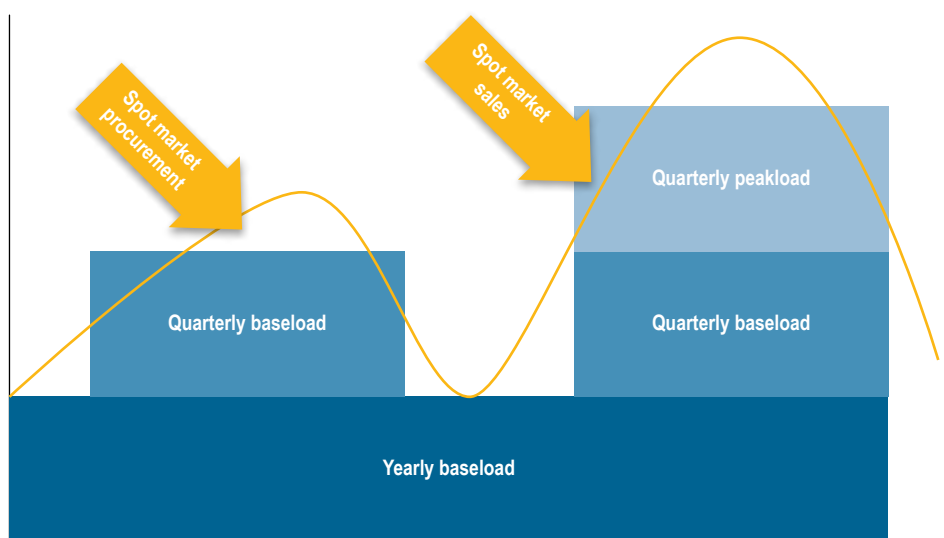 Spot market
procurement
Spot market
sales
Quarterly peakload
Quarterly baseload
Quarterly baseload
Yearly baseload